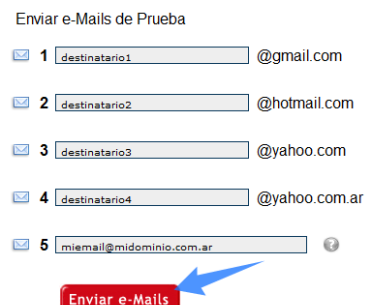 Enviar e-Mails de Prueba
1 destinatario1 @gmail.com
2 destinatario2 @hotmail.com
3 destinatario3 @yahoo.com
4 destinatario4 @yahoo.com.ar
5 miemail@midominio.com.ar ?
Enviar e-Mails